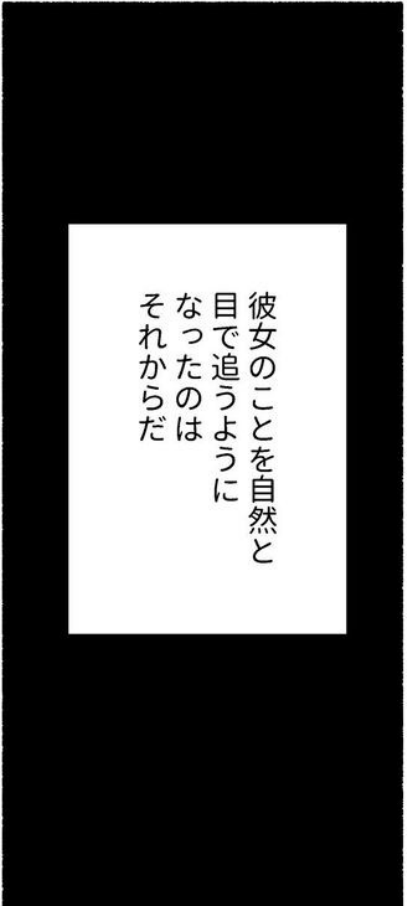 彼女のことを自然と
目で追うように
なったのは
それからだ